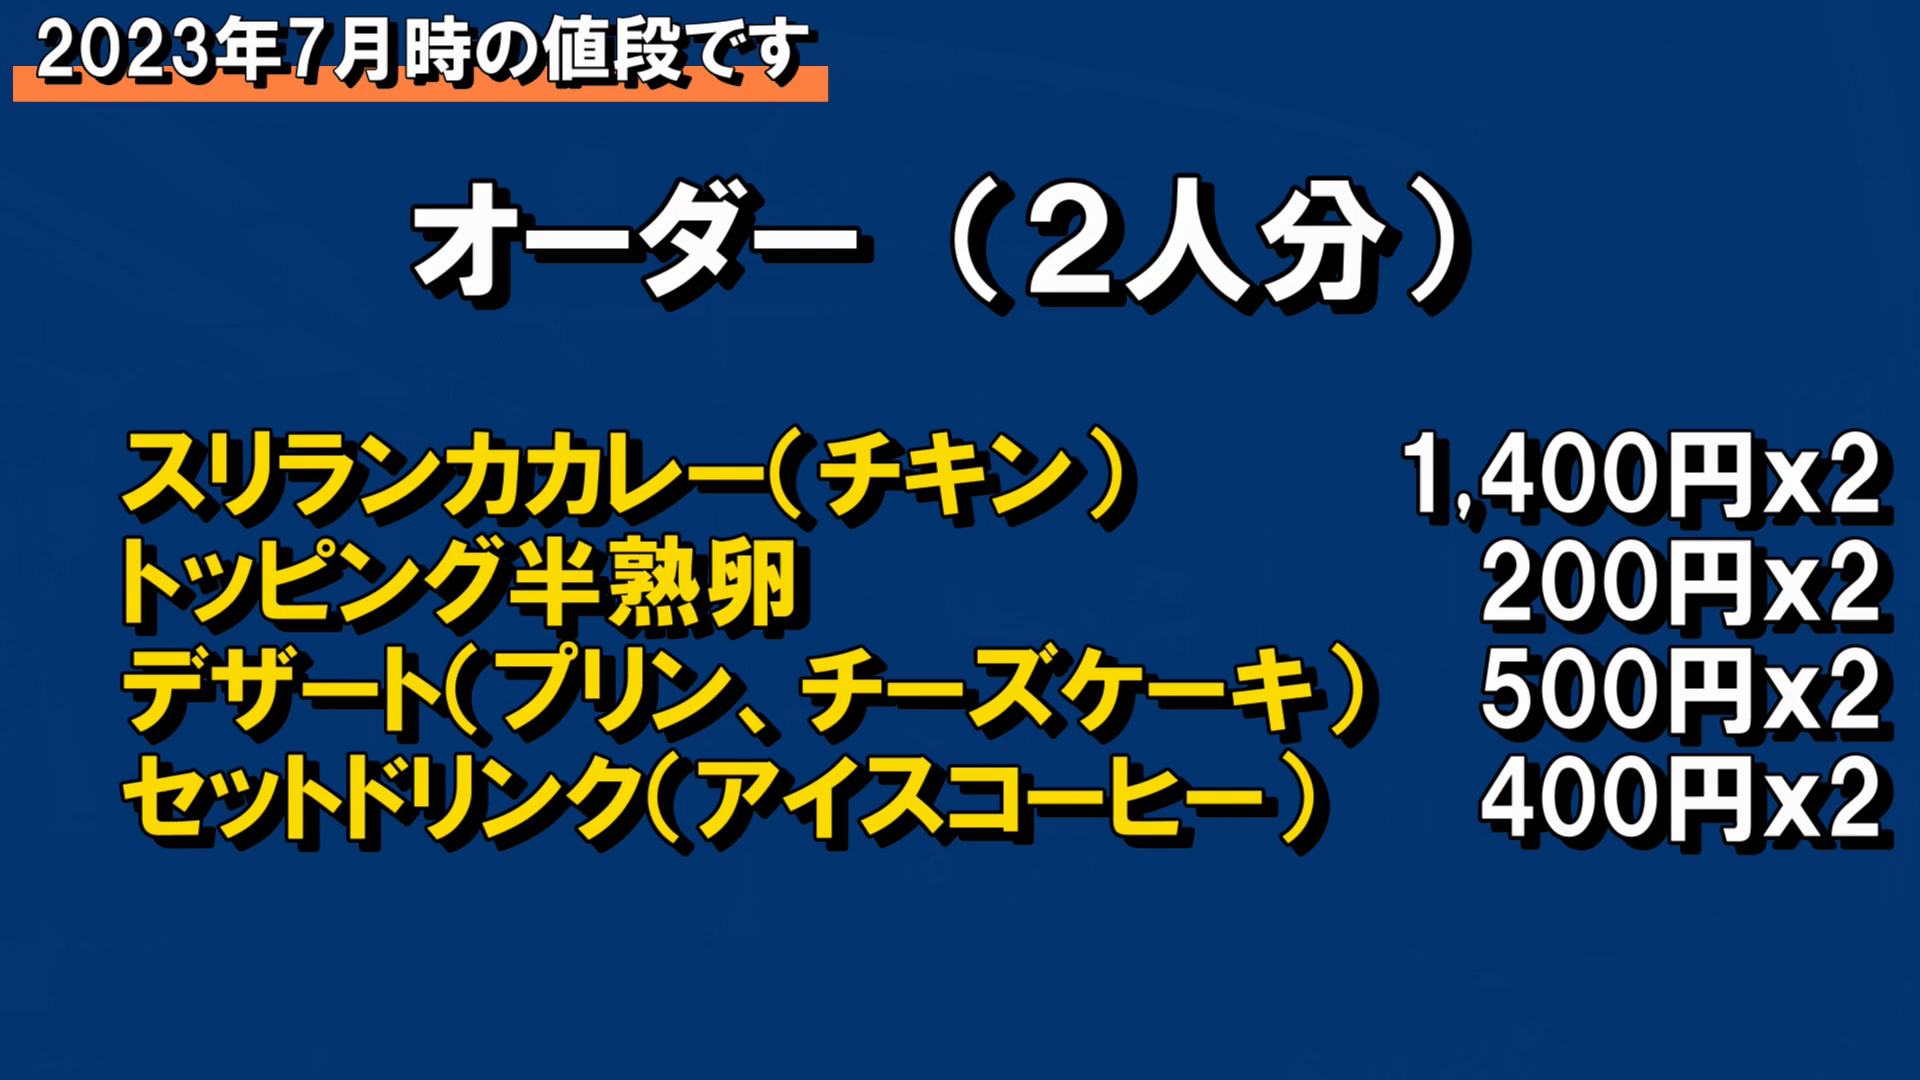 2023年7月時の値段です
オーダー（２人分）
スリランカカレー（チキン） 1,400円x2
トッピング半熟卵 200円x2
デザート（プリン、チーズケーキ） 500円x2
セットドリンク（アイスコーヒー） 400円x2